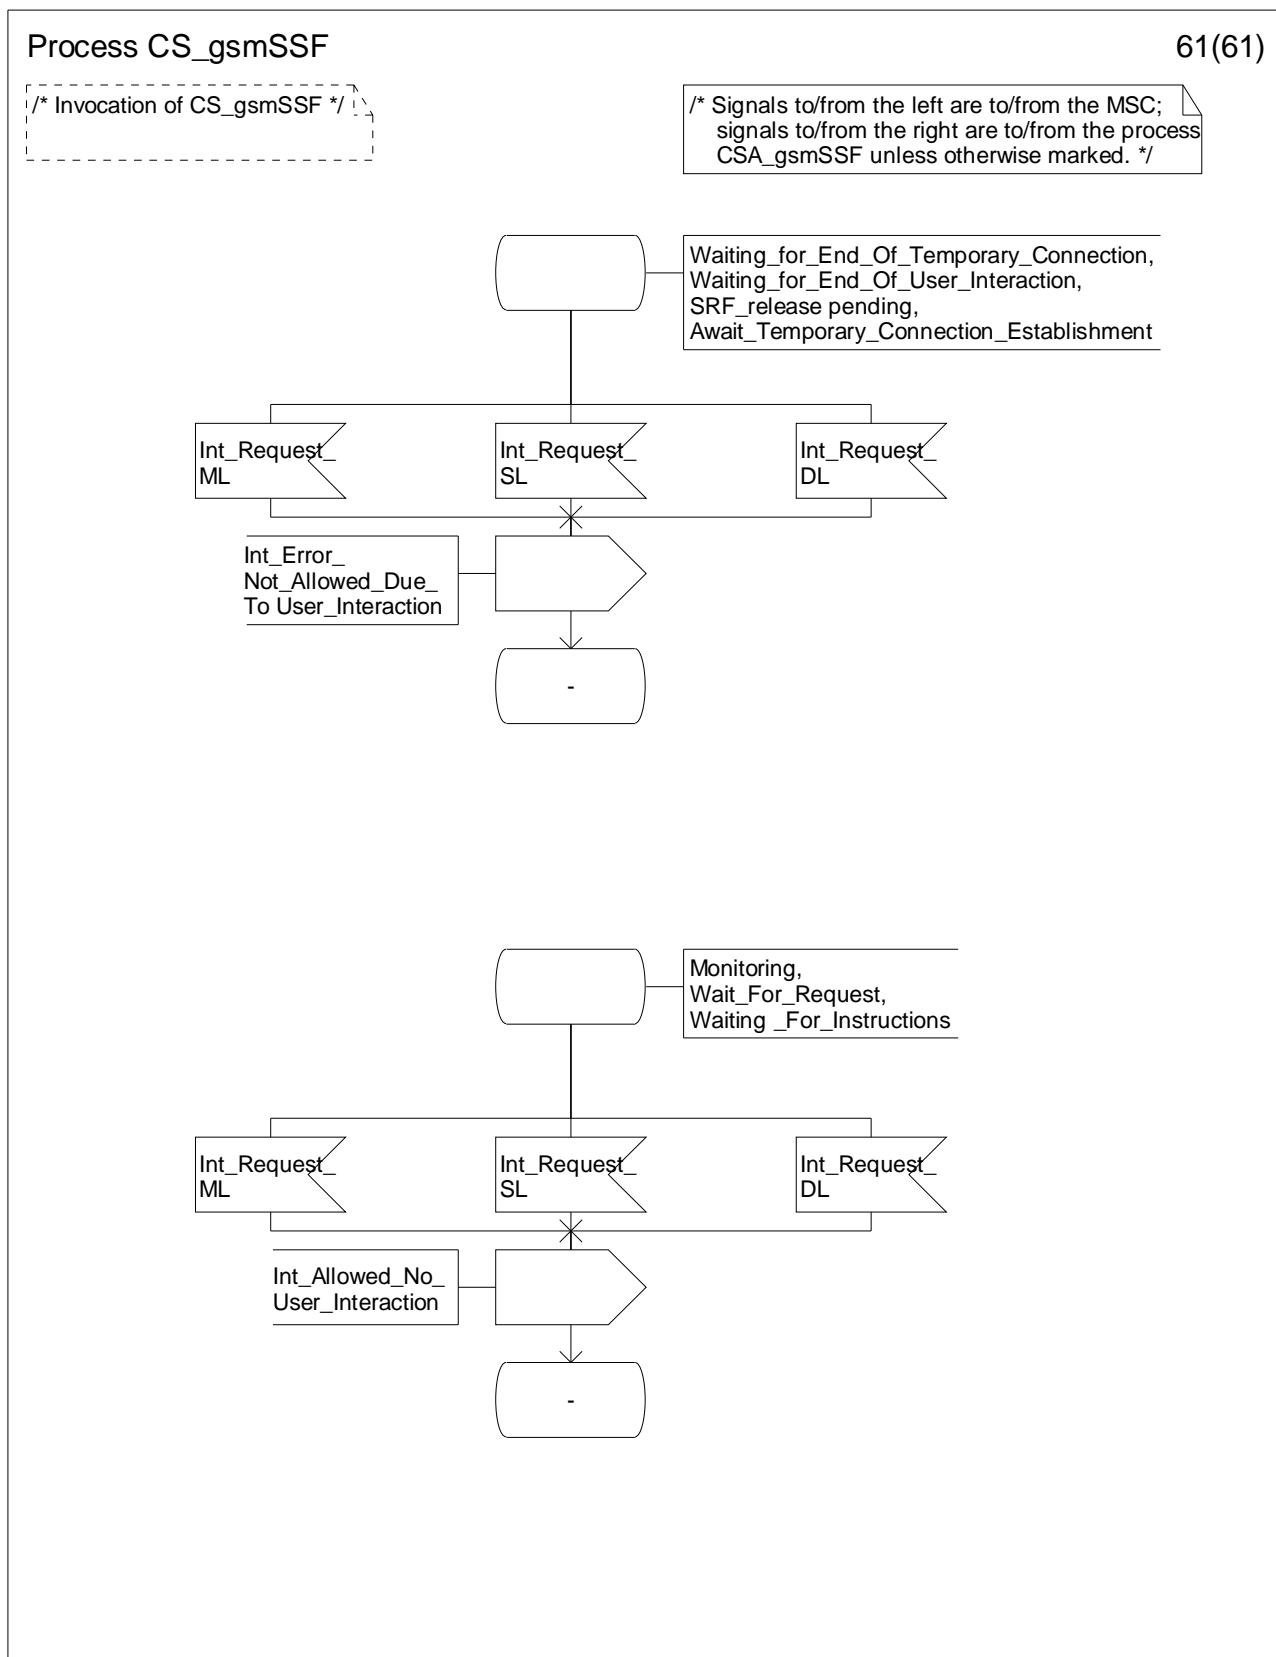 Process CS_gsmSSF
61(61)
/* Invocation of CS_gsmSSF */
/* Signals to/from the left are to/from the MSC;
signals to/from the right are to/from the process
CSA_gsmSSF unless otherwise marked. */
Waiting_for_End_Of_Temporary_Connection,
Waiting_for_End_Of_User_Interaction,
SRF_release pending,
Await_Temporary_Connection_Establishment
Int_Request_
ML
Int_Request_
SL
Int_Request_
DL
Int_Error_
Not_Allowed_Due_
To User_Interaction
-
Monitoring,
Wait_For_Request,
Waiting _For_Instructions
Int_Request_
ML
Int_Request_
SL
Int_Request_
DL
Int_Allowed_No_
User_Interaction
-